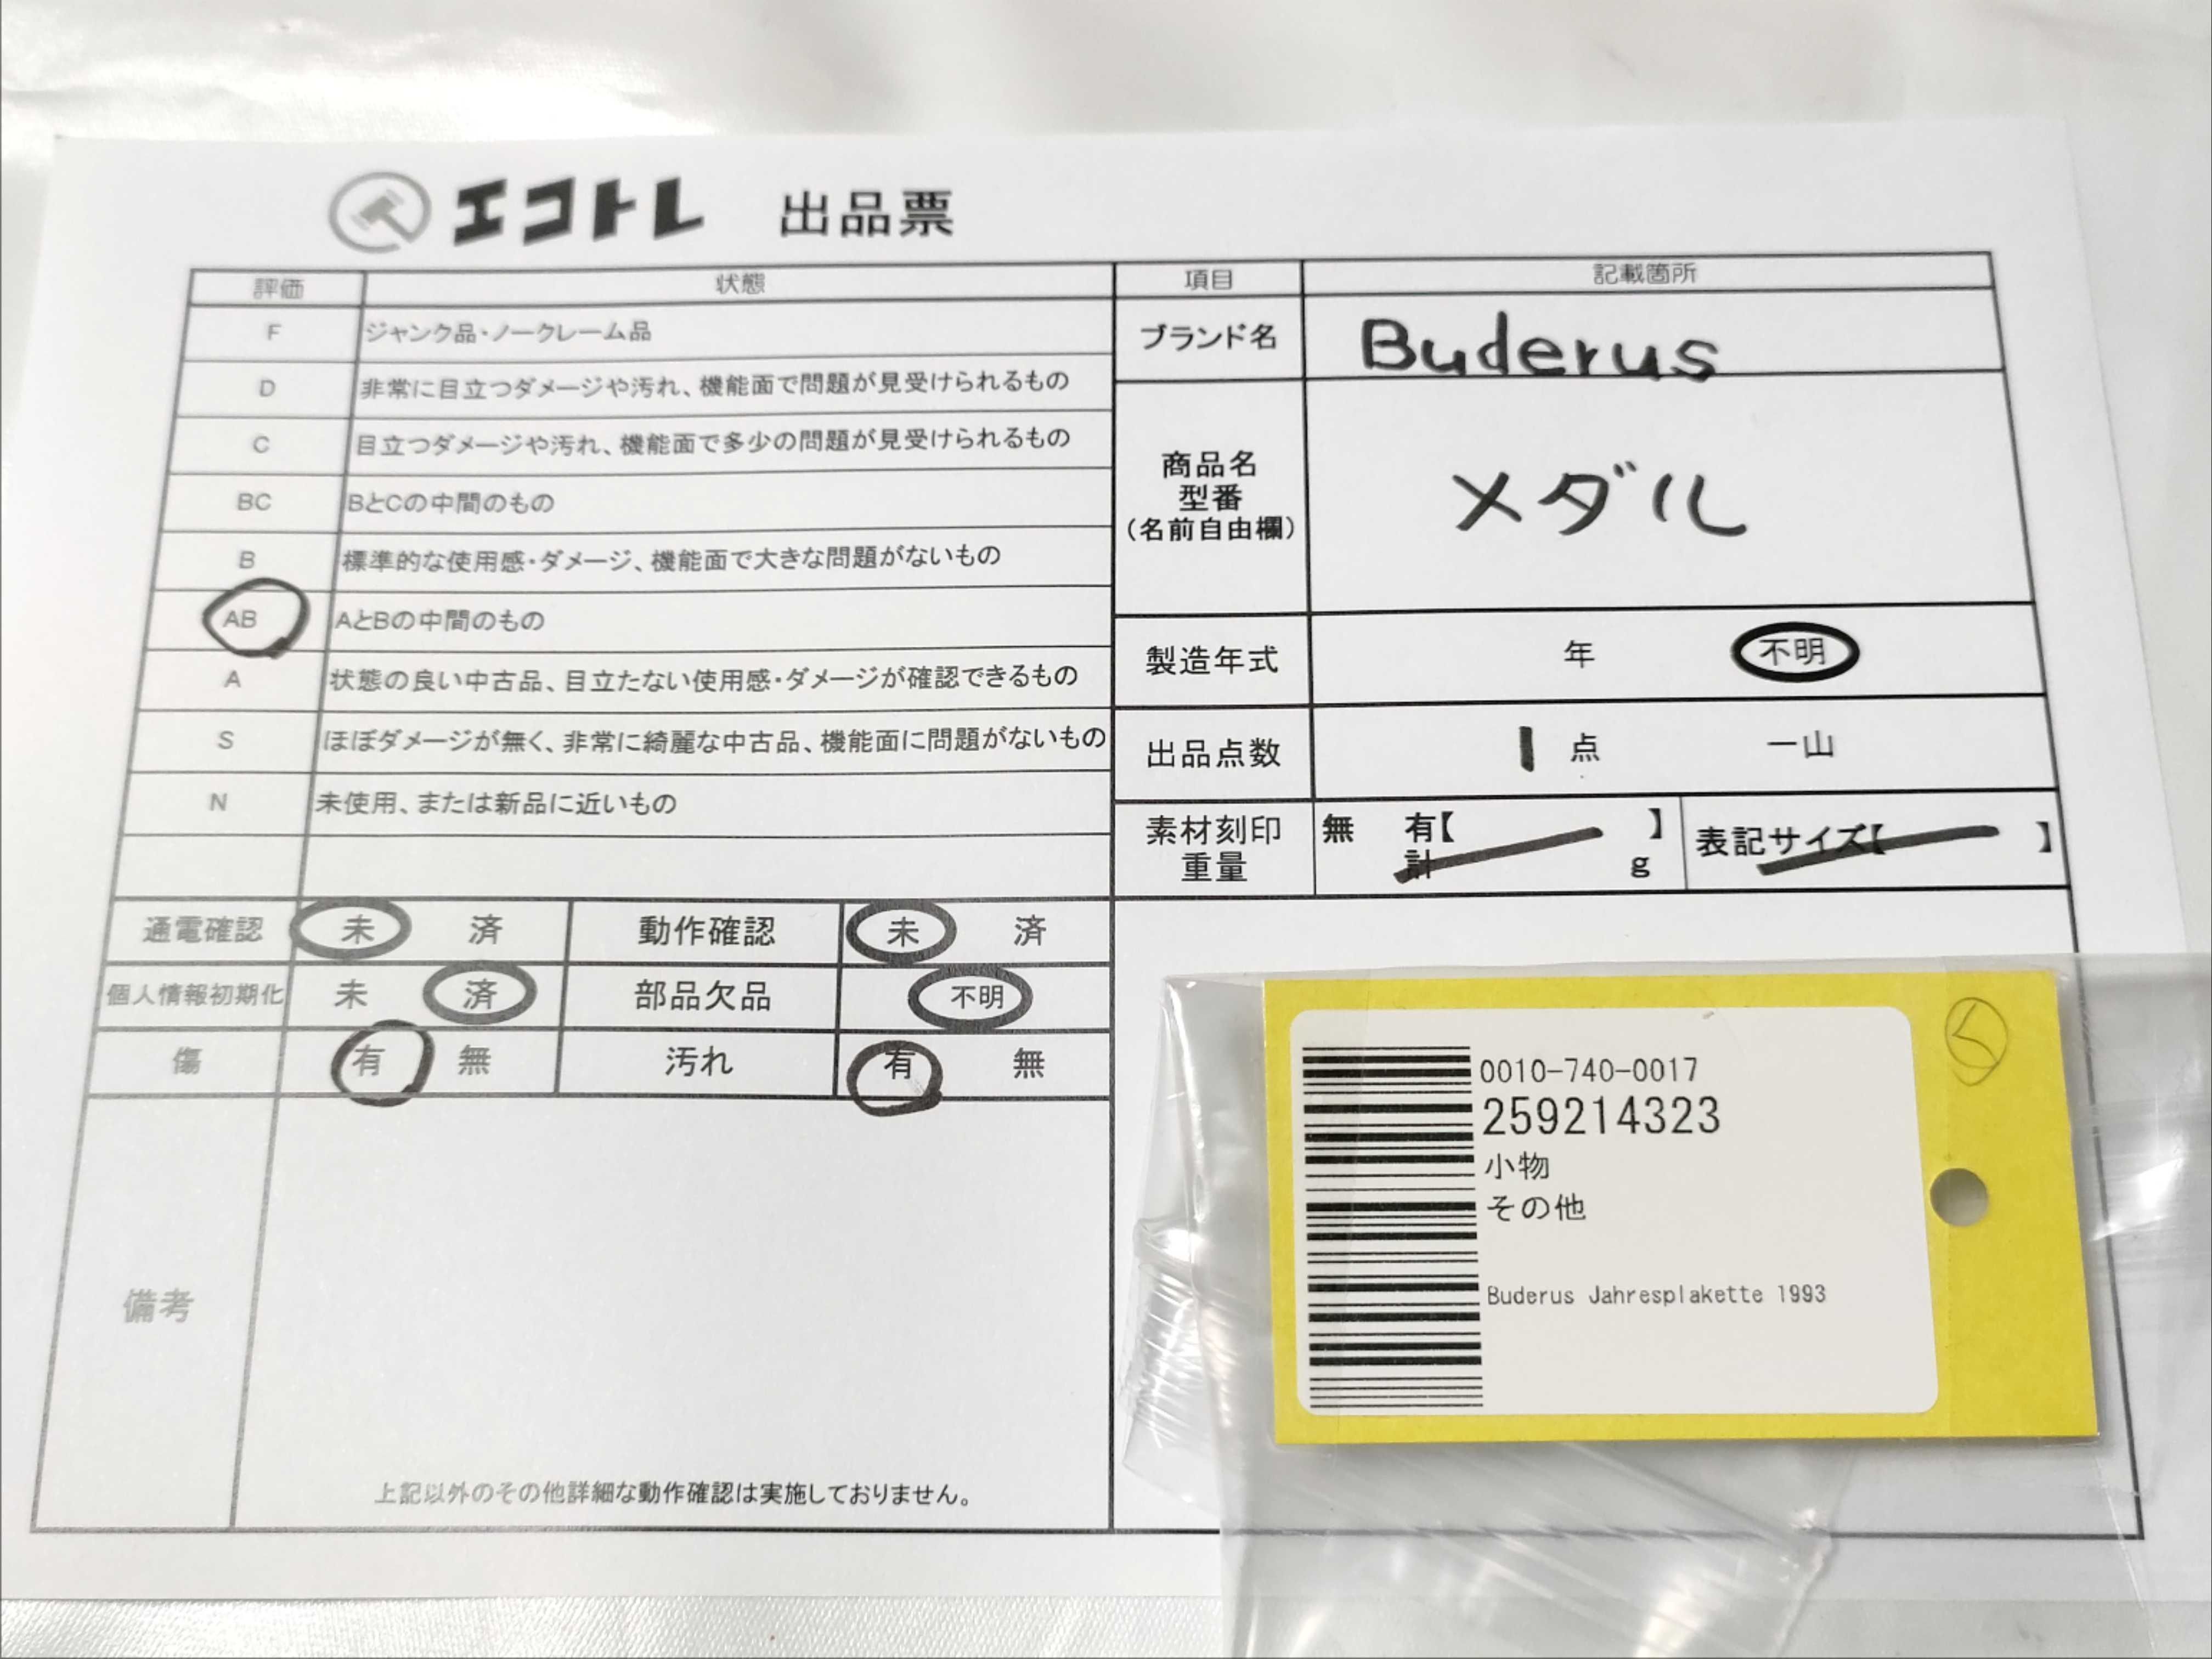 エコトレ 出品票
評価 状態
F ジャンク品・ノークレーム品
D 非常に目立つダメージや汚れ、機能面で問題が見受けられるもの
C 目立つダメージや汚れ、機能面で多少の問題が見受けられるもの
BC BとCの中間のもの
B 標準的な使用感・ダメージ、機能面で大きな問題がないもの
AB AとBの中間のもの
A 状態の良い中古品、目立たない使用感・ダメージが確認できるもの
S ほぼダメージが無く、非常に綺麗な中古品、機能面に問題がないもの
N 未使用、または新品に近いもの
通電確認 未 済 動作確認 未 済
個人情報初期化 未 済 部品欠品 不明
傷 有 無 汚れ 有 無
備考
上記以外のその他詳細な動作確認は実施しておりません。
項目 記載箇所
ブランド名 Buderus
商品名
型番
(名前自由欄)
メダル
製造年式 年 不明
出品点数 1 点 一山
素材刻印 無 有【 】
重量 計 g
表記サイズ【 】
0010-740-0017
259214323
小物
その他
Buderus Jahresplakette 1993